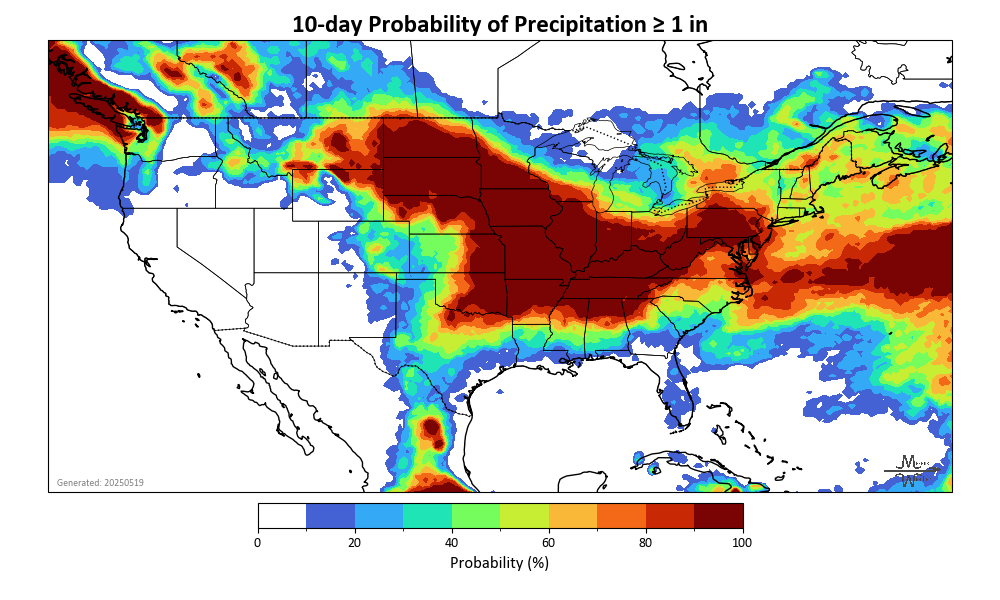 10-day Probability of Precipitation ≥ 1 in
Generated: 20250519
0 20 40 60 80 100
Probability (%)